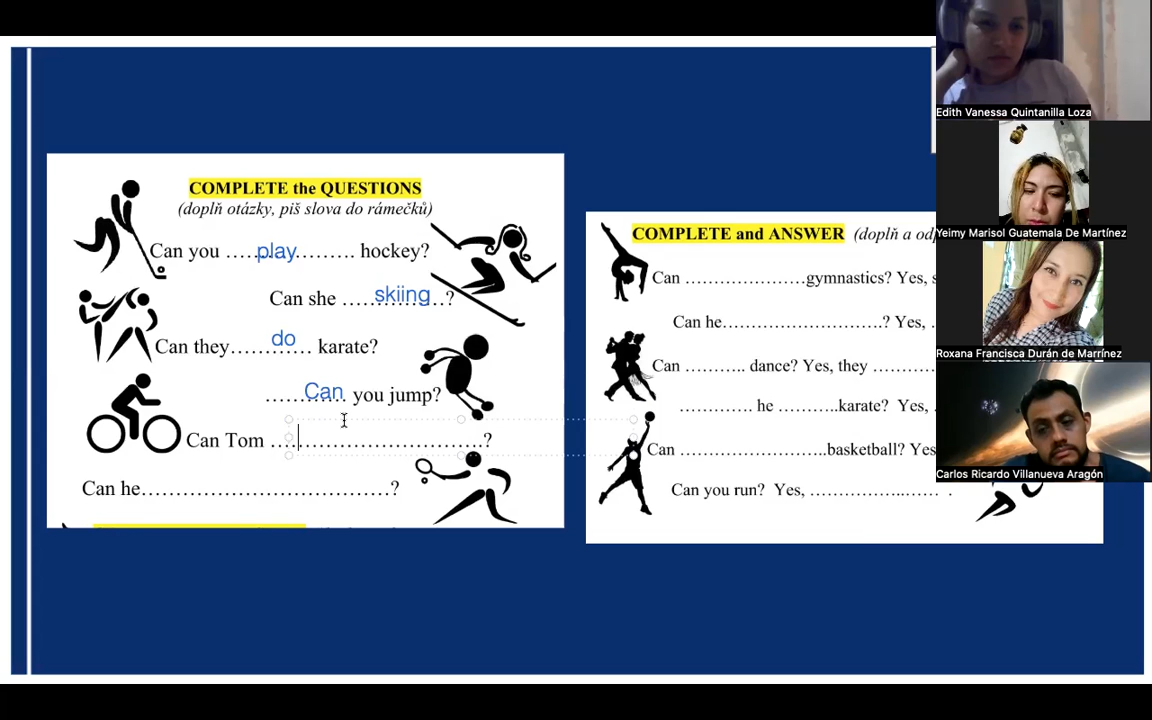 COMPLETE the QUESTIONS
(doplň otázky, piš slova do rámečků)
Can you ……play………. hockey?
Can she ……skiing……?
Can they……do…… karate?
……Can…… you jump?
Can Tom ……………………………?
Can he………………………………?
COMPLETE and ANSWER (doplň a od
Can …………………gymnastics? Yes, s
Can he…………………….? Yes, .
Can ……….. dance? Yes, they ………
………… he ………..karate? Yes, .
Can …………………..basketball? Yes
Can you run? Yes, ……………..…… .
Edith Vanessa Quintanilla Loza
Yeimy Marisol Guatemala De Martínez
Roxana Francisca Durán de Marrínez
Carlos Ricardo Villanueva Aragón